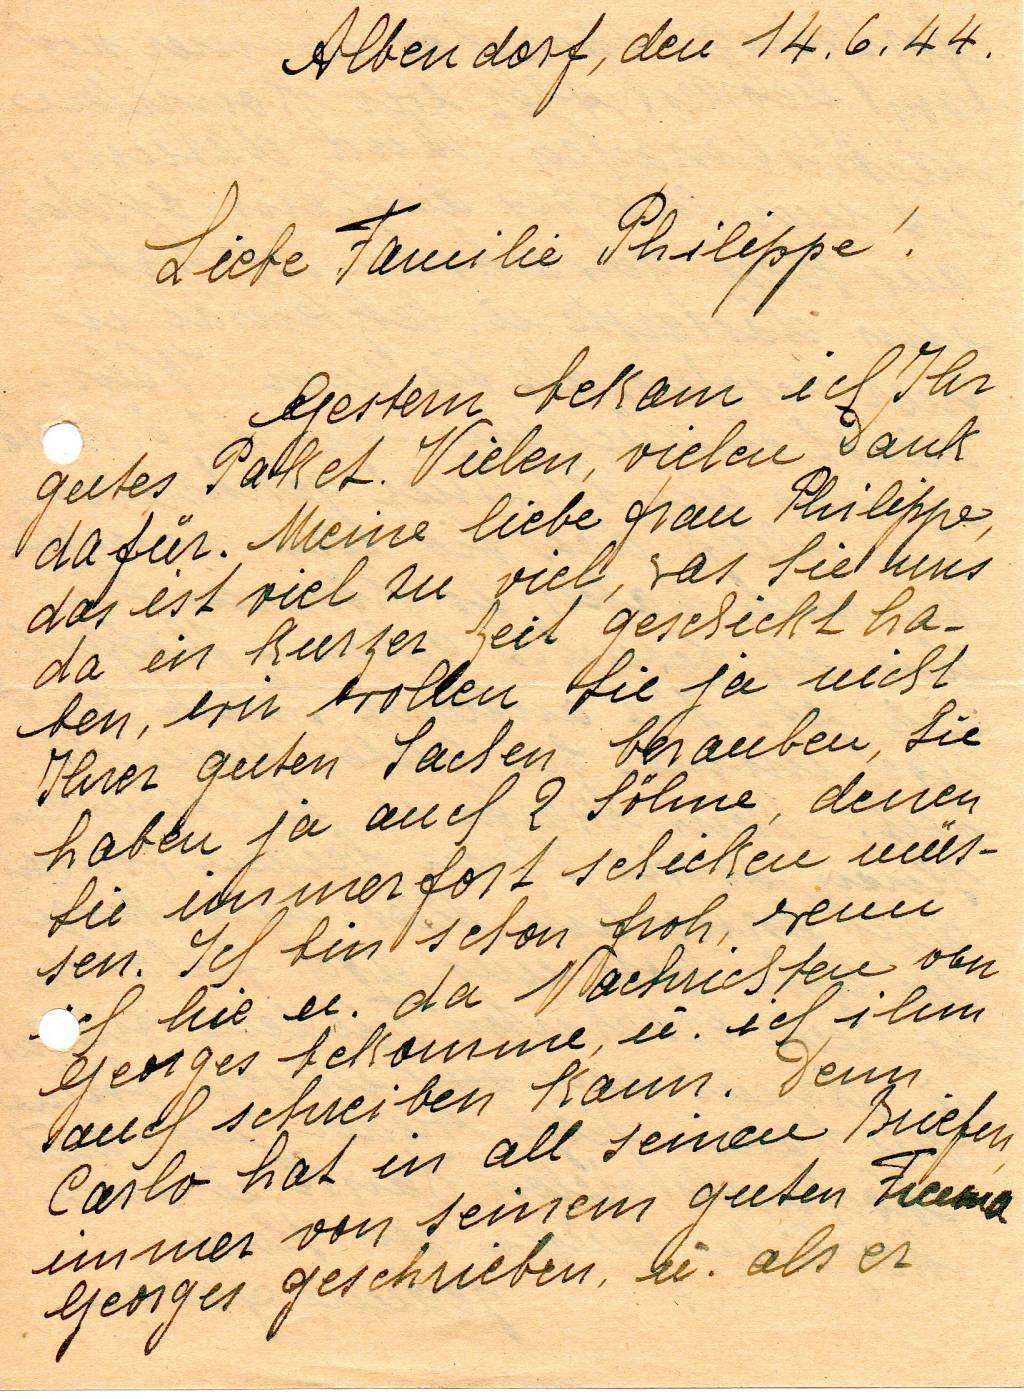 Albendorf, den 14.6.44.
Liebe Familie Philippe!
Gestern bekam ich Ihr
gutes Paket. Vielen, vielen Dank
dafür. Meine liebe Frau Philippe,
das ist viel zu viel, was Sie uns
da in kurzer Zeit geschickt ha-
ben, wir wollen Sie ja nicht
Ihrer guten Sachen berauben, Sie
haben ja auch 2 Söhne, denen
Sie immerfort schicken müs-
sen. Ich bin schon froh, wenn
ich hie u. da Nachrichten von
Georges bekomme, u. ich ihm
auch schreiben kann. Denn
Carlo hat in all seinen Briefen,
immer von seinem guten
Georges geschrieben, u. als er